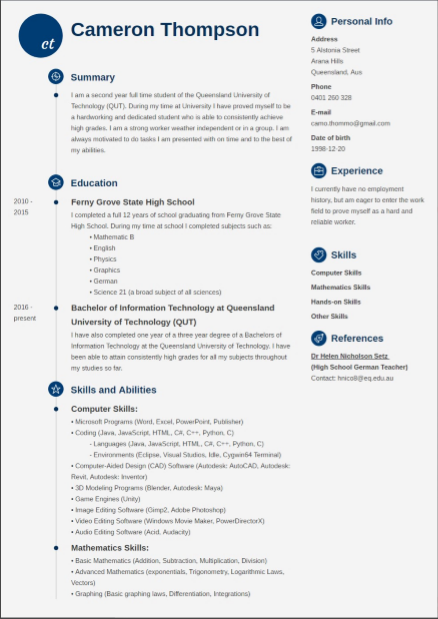 ct
Cameron Thompson
Summary
I am a second year full time student of the Queensland University of
Technology (QUT). During my time at University I have proved myself to be
a hardworking and dedicated student who is able to consistently achieve
high grades. I am a strong worker weather independent or in a group. I am
always motivated to do tasks I am presented with on time and to the best of
my abilities.
Education
2010 -
2015
Ferny Grove State High School
I completed a full 12 years of school graduating from Ferny Grove State
High School. During my time at school I completed subjects such as:
• Mathematic B
• English
• Physics
• Graphics
• German
• Science 21 (a broad subject of all sciences)
2016 -
present
Bachelor of Information Technology at Queensland
University of Technology (QUT)
I have also completed one year of a three year degree of a Bachelors of
Information Technology at the Queensland University of Technology. I have
been able to attain consistently high grades for all my subjects throughout
my studies so far.
Skills and Abilities
Computer Skills:
• Microsoft Programs (Word, Excel, PowerPoint, Publisher)
• Coding (Java, JavaScript, HTML, C#, C++, Python, C)
- Languages (Java, JavaScript, HTML, C#, C++, Python, C)
- Environments (Eclipse, Visual Studios, Idle, Cygwin64 Terminal)
• Computer-Aided Design (CAD) Software (Autodesk: AutoCAD, Autodesk:
Revit, Autodesk: Inventor)
• 3D Modeling Programs (Blender, Autodesk: Maya)
• Game Engines (Unity)
• Image Editing Software (Gimp2, Adobe Photoshop)
• Video Editing Software (Windows Movie Maker, PowerDirectorX)
• Audio Editing Software (Acid, Audacity)
Mathematics Skills:
• Basic Mathematics (Addition, Subtraction, Multiplication, Division)
• Advanced Mathematics (exponentials, Trigonometry, Logarithmic Laws,
Vectors)
• Graphing (Basic graphing laws, Differentiation, Integrations)
Personal Info
Address
5 Alstonia Street
Arana Hills
Queensland, Aus
Phone
0401 260 328
E-mail
camo.thommo@gmail.com
Date of birth
1998-12-20
Experience
I currently have no employment
history, but am eager to enter the work
field to prove myself as a hard and
reliable worker.
Skills
Computer Skills
Mathematics Skills
Hands-on Skills
Other Skills
References
Dr Helen Nicholson Setz
(High School German Teacher)
Contact: hnico8@eq.edu.au